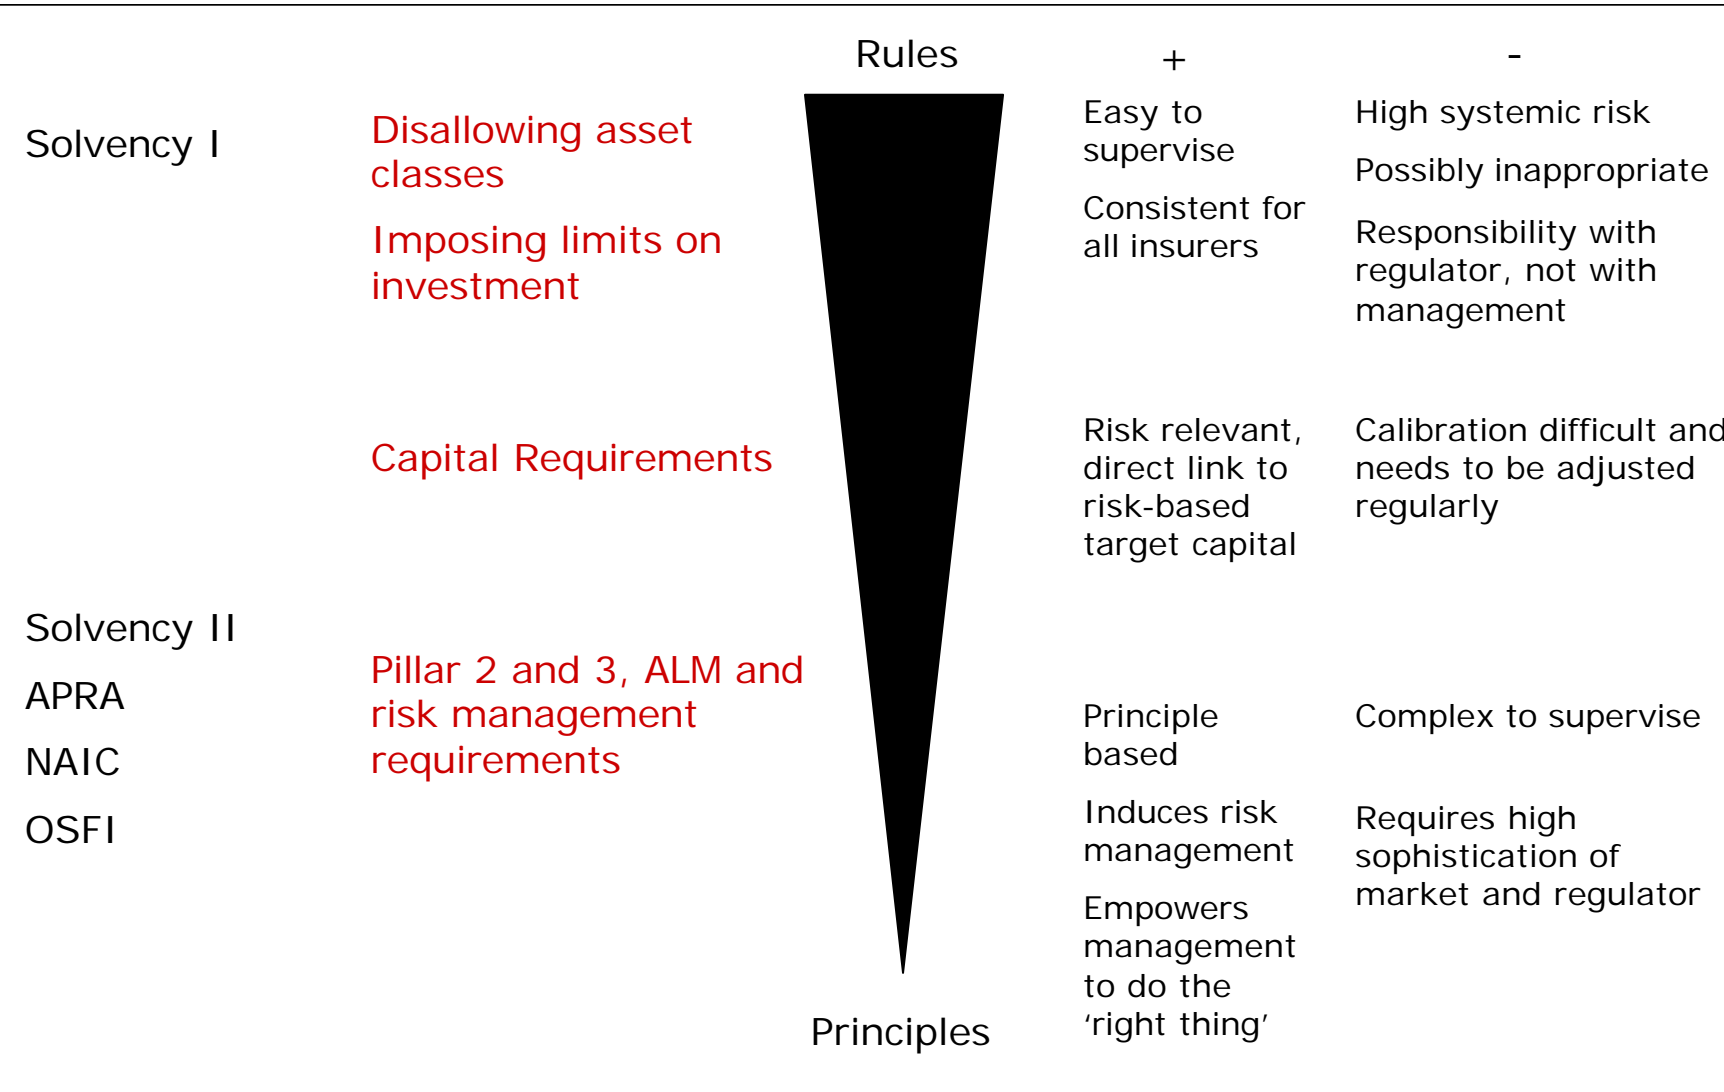 Rules
+
-
Solvency I
Disallowing asset
classes
Imposing limits on
investment
Easy to
supervise
Consistent for
all insurers
High systemic risk
Possibly inappropriate
Responsibility with
regulator, not with
management
Capital Requirements
Risk relevant,
direct link to
risk-based
target capital
Calibration difficult and
needs to be adjusted
regularly
Solvency II
APRA
NAIC
OSFI
Pillar 2 and 3, ALM and
risk management
requirements
Principle
based
Induces risk
management
Empowers
management
to do the
‘right thing’
Complex to supervise
Requires high
sophistication of
market and regulator
Principles